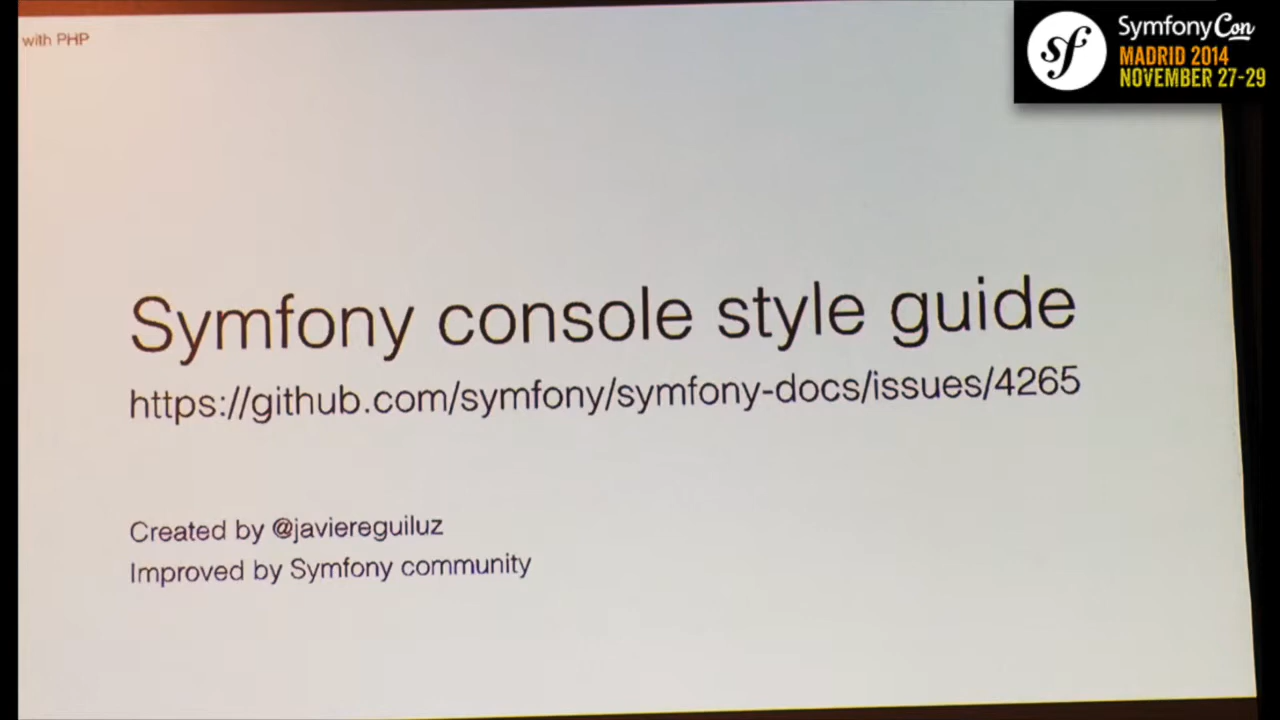 with PHP
sf
SymfonyCon
MADRID 2014
NOVEMBER 27-29
Symfony console style guide
https://github.com/symfony/symfony-docs/issues/4265
Created by @javiereguiluz
Improved by Symfony community